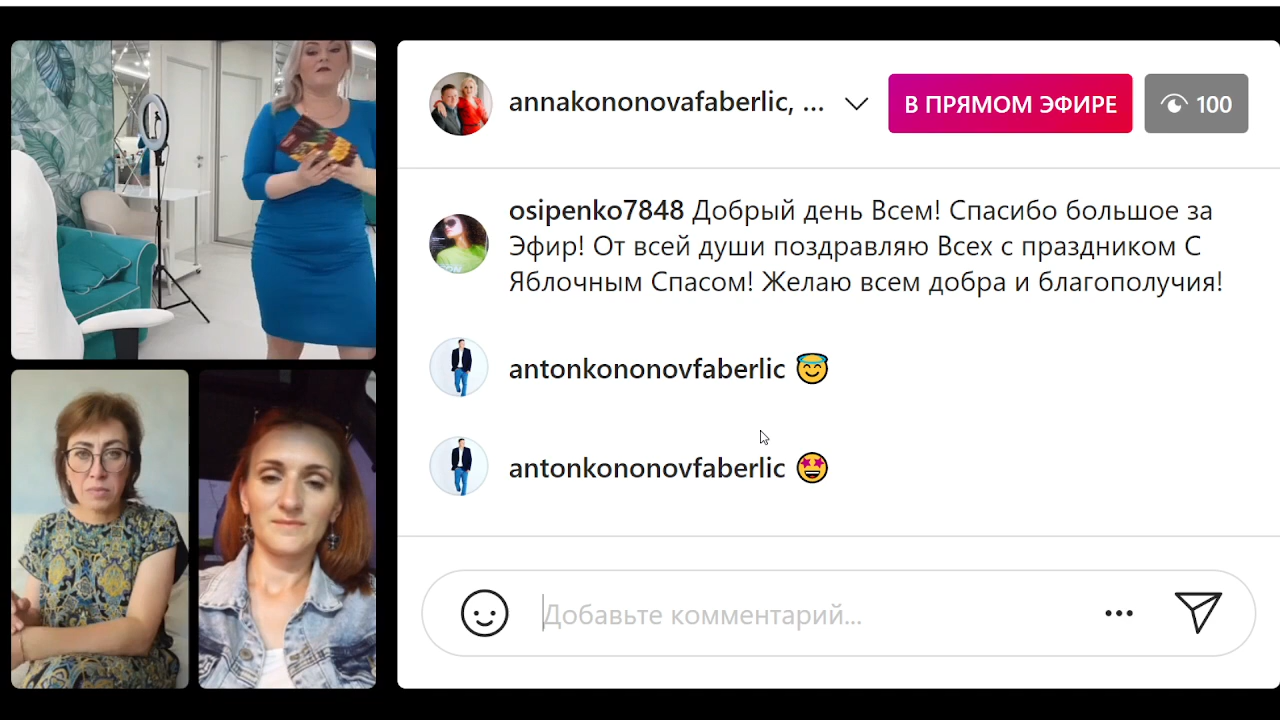 annakononovafaberlic, ...
В ПРЯМОМ ЭФИРЕ
100
osipenko7848 Добрый день Всем! Спасибо большое за
Эфир! От всей души поздравляю Всех с праздником С
Яблочным Спасом! Желаю всем добра и благополучия!
antonkononovfaberlic 😇
antonkononovfaberlic 🤩
Добавьте комментарий...